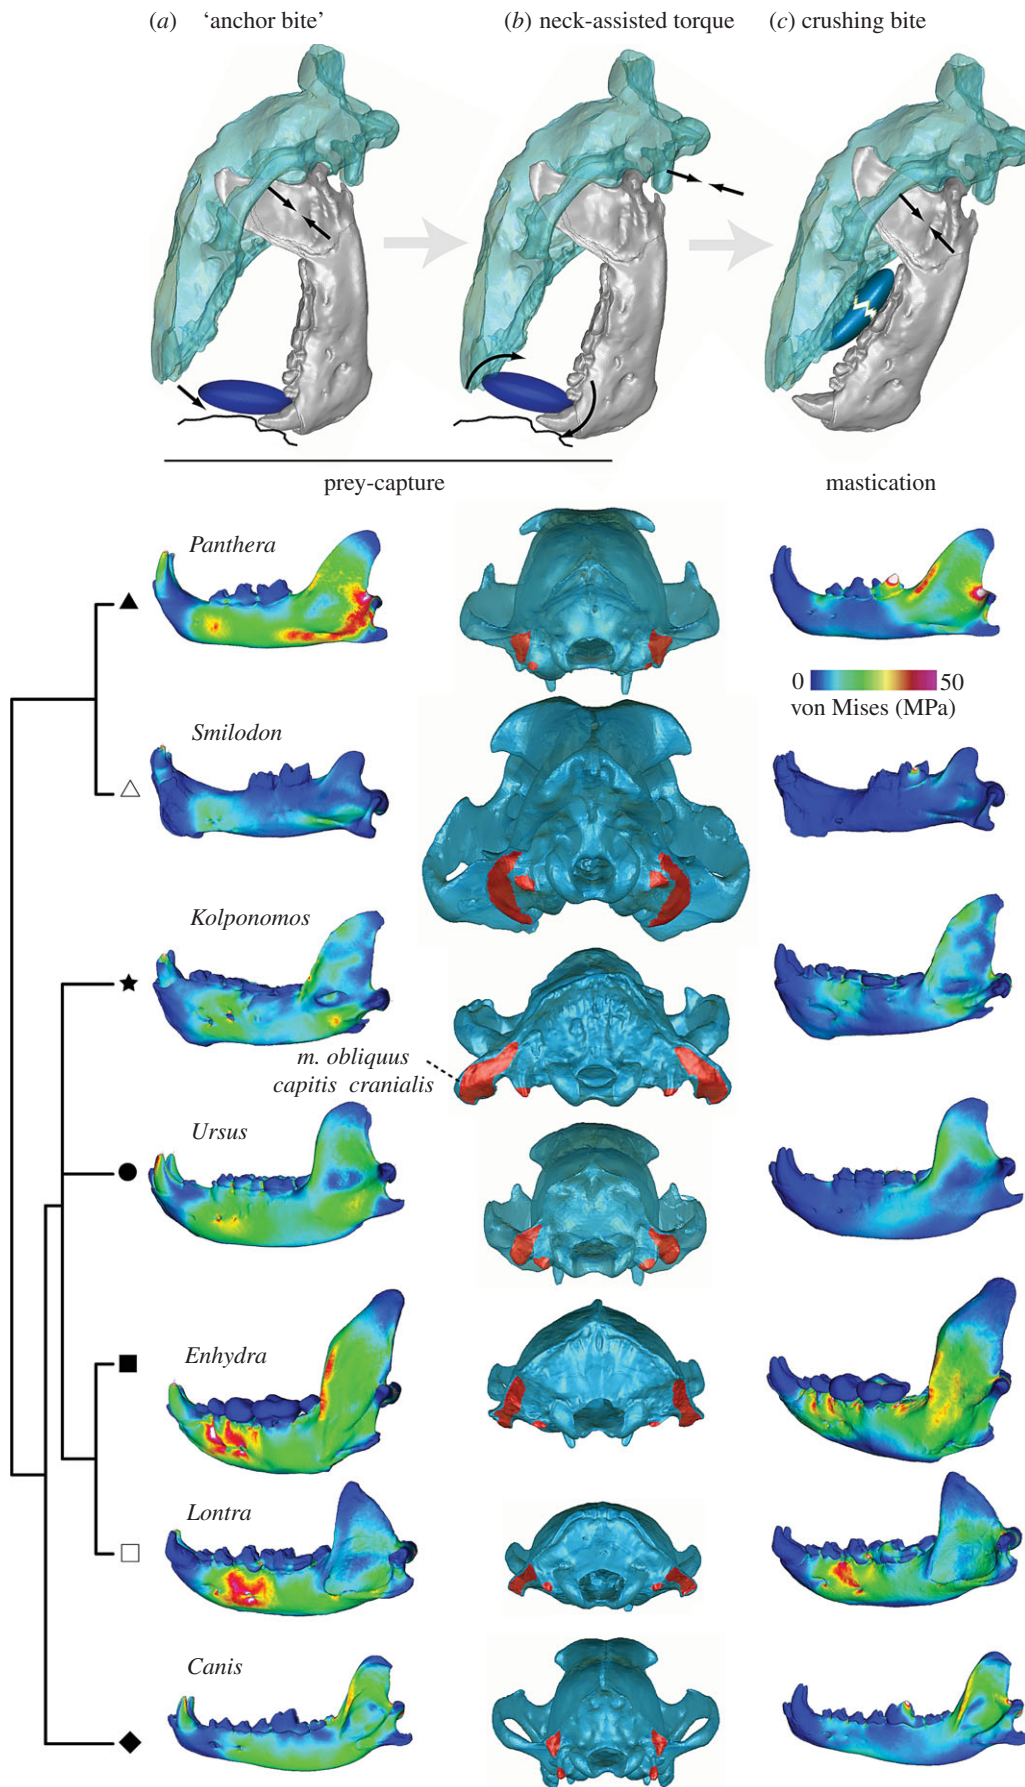 (a) 'anchor bite'
(b) neck-assisted torque
(c) crushing bite
prey-capture
mastication
Panthera
0 50
von Mises (MPa)
Smilodon
Kolponomos
m. obliquus
capitis cranialis
Ursus
Enhydra
Lontra
Canis